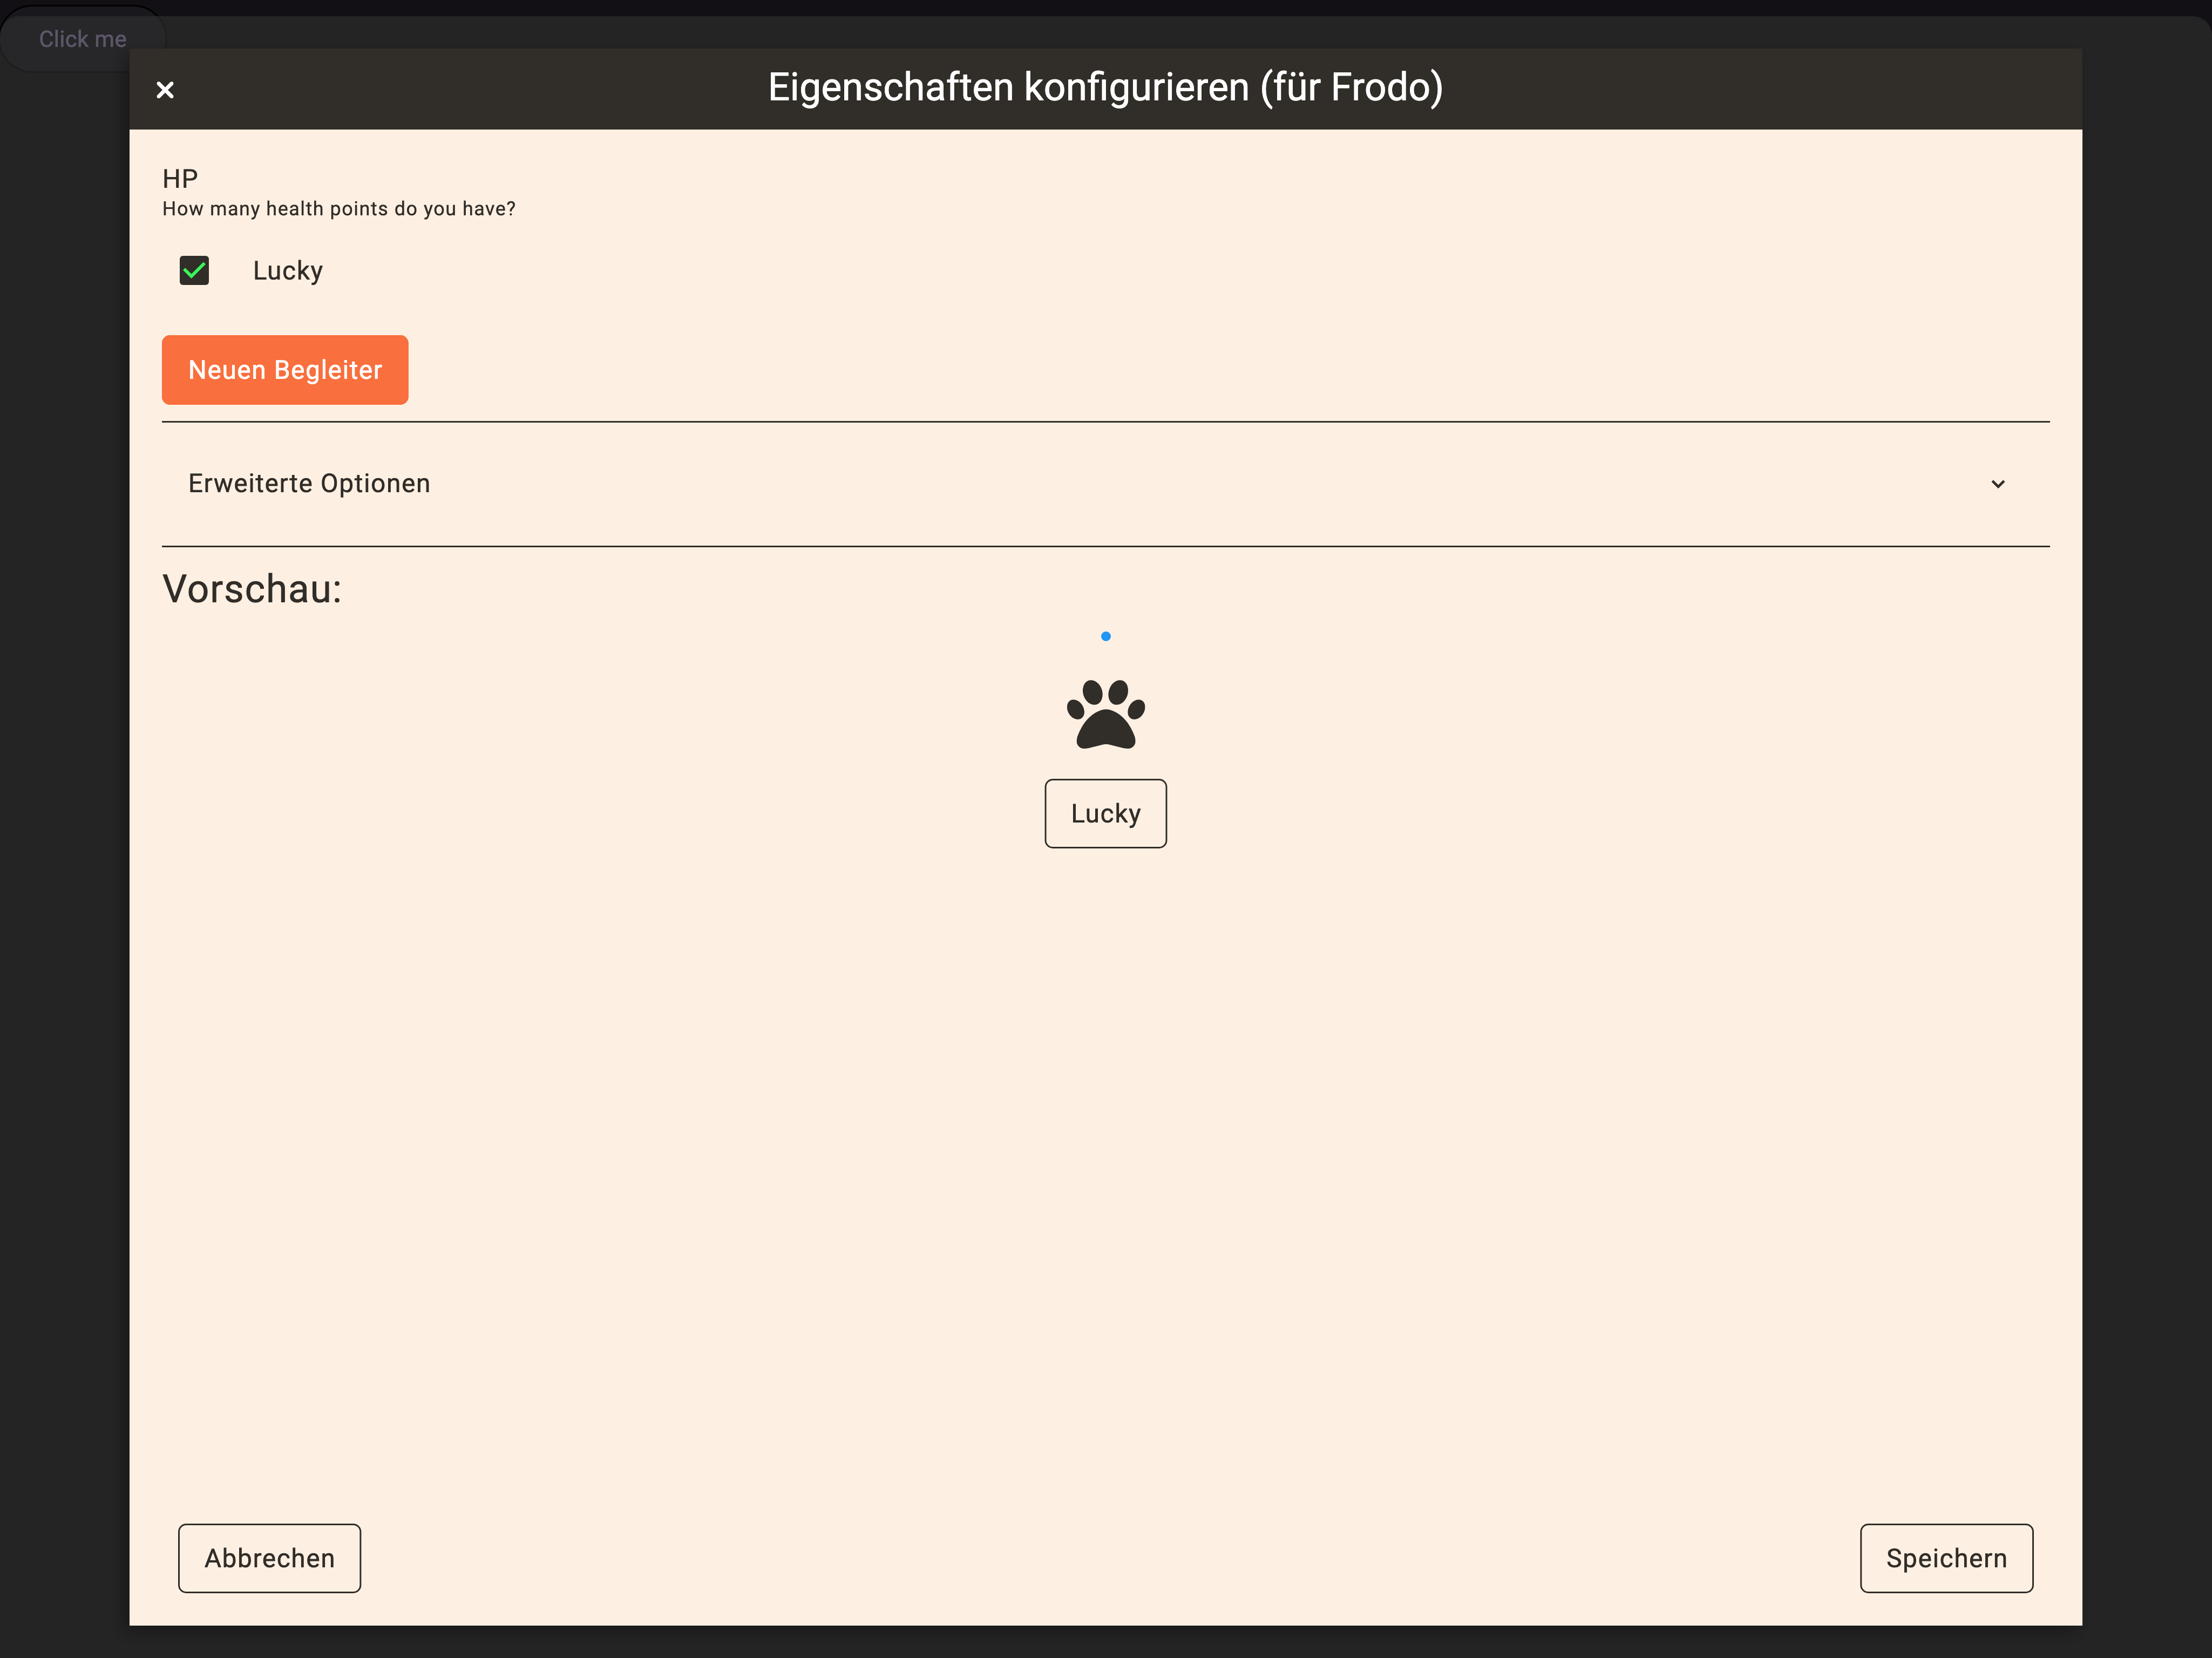 Click me
Eigenschaften konfigurieren (für Frodo)
HP
How many health points do you have?
Lucky
Neuen Begleiter
Erweiterte Optionen
Vorschau:
Lucky
Abbrechen
Speichern